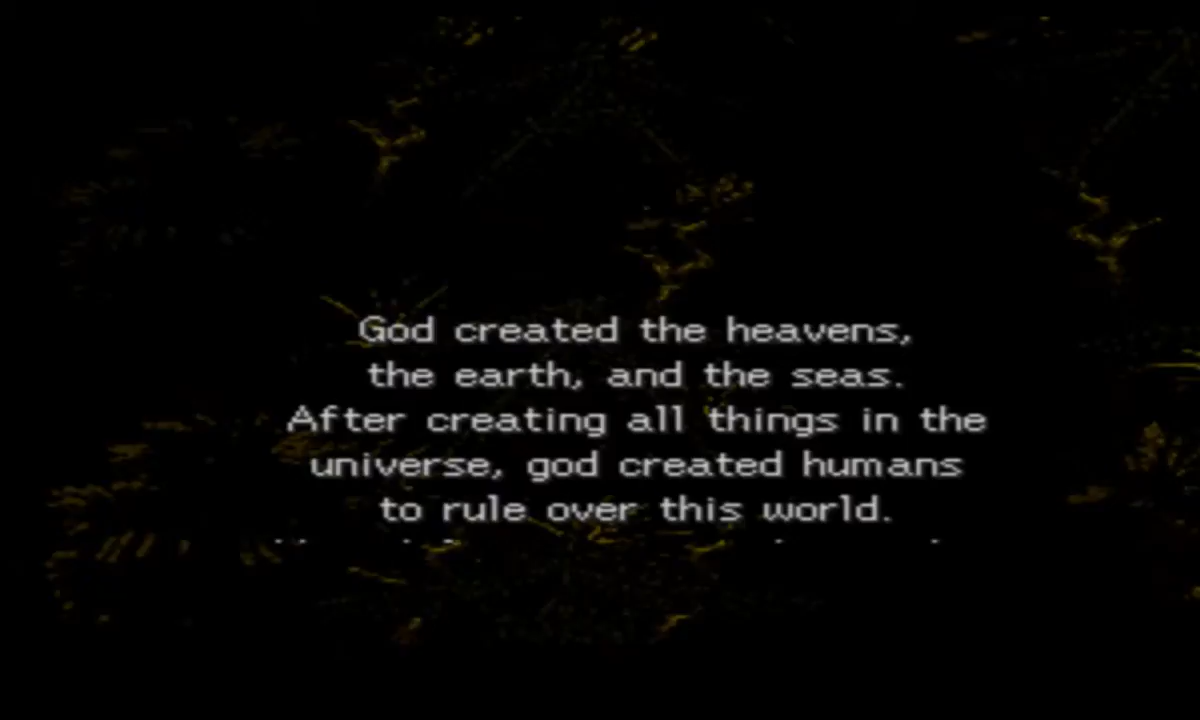 God created the heavens,
the earth, and the seas.
After creating all things in the
universe, god created humans
to rule over this world.